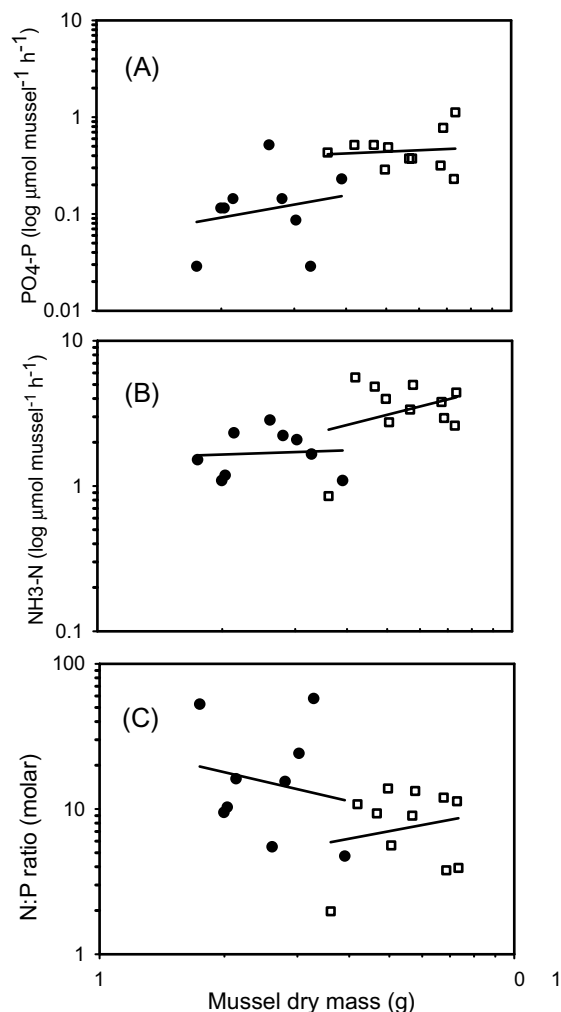 10
(A)
1
0.1
0.01
PO4-P (log μmol mussel-1 h-1)
10
(B)
1
0.1
NH3-N (log μmol mussel-1 h-1)
100
(C)
10
1
N:P ratio (molar)
1 0 1
Mussel dry mass (g)